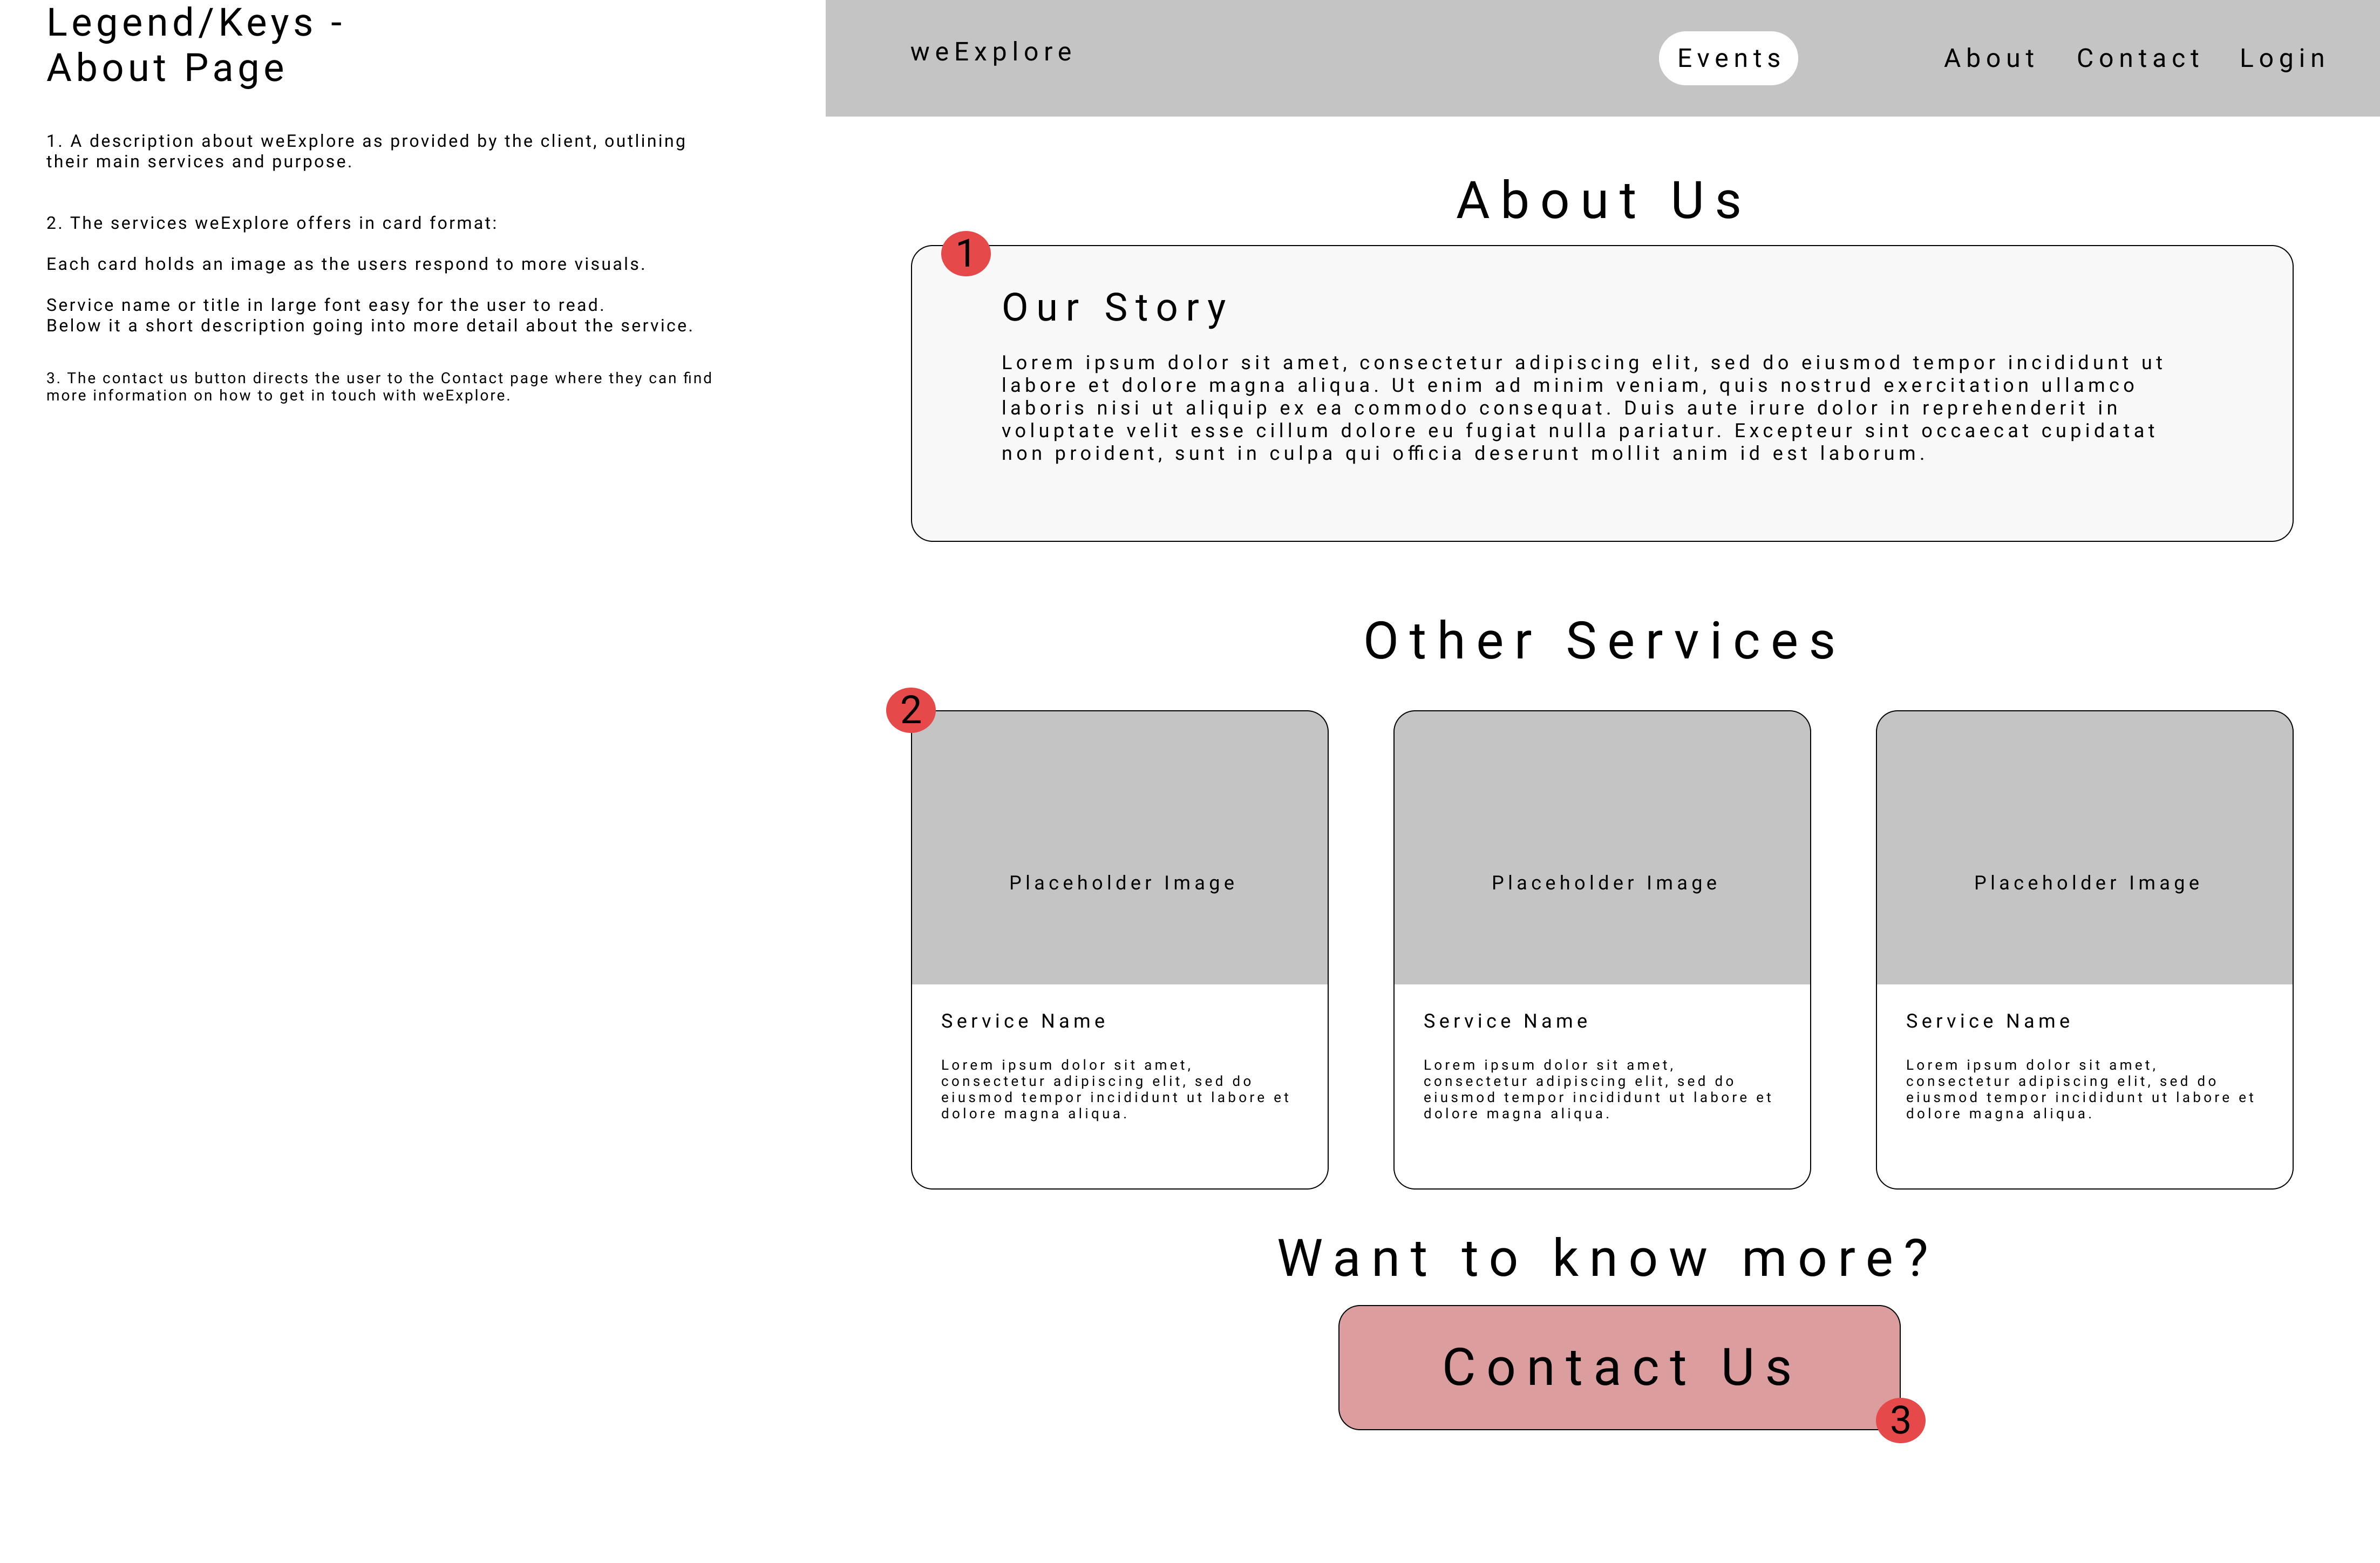 Legend/Keys -
About Page
1. A description about weExplore as provided by the client, outlining
their main services and purpose.
2. The services weExplore offers in card format:
Each card holds an image as the users respond to more visuals.
Service name or title in large font easy for the user to read.
Below it a short description going into more detail about the service.
3. The contact us button directs the user to the Contact page where they can find
more information on how to get in touch with weExplore.
weExplore
Events
About
Contact
Login
About Us
1
Our Story
Lorem ipsum dolor sit amet, consectetur adipiscing elit, sed do eiusmod tempor incididunt ut
labore et dolore magna aliqua. Ut enim ad minim veniam, quis nostrud exercitation ullamco
laboris nisi ut aliquip ex ea commodo consequat. Duis aute irure dolor in reprehenderit in
voluptate velit esse cillum dolore eu fugiat nulla pariatur. Excepteur sint occaecat cupidatat
non proident, sunt in culpa qui officia deserunt mollit anim id est laborum.
Other Services
2
Placeholder Image
Service Name
Lorem ipsum dolor sit amet,
consectetur adipiscing elit, sed do
eiusmod tempor incididunt ut labore et
dolore magna aliqua.
Placeholder Image
Service Name
Lorem ipsum dolor sit amet,
consectetur adipiscing elit, sed do
eiusmod tempor incididunt ut labore et
dolore magna aliqua.
Placeholder Image
Service Name
Lorem ipsum dolor sit amet,
consectetur adipiscing elit, sed do
eiusmod tempor incididunt ut labore et
dolore magna aliqua.
Want to know more?
Contact Us
3